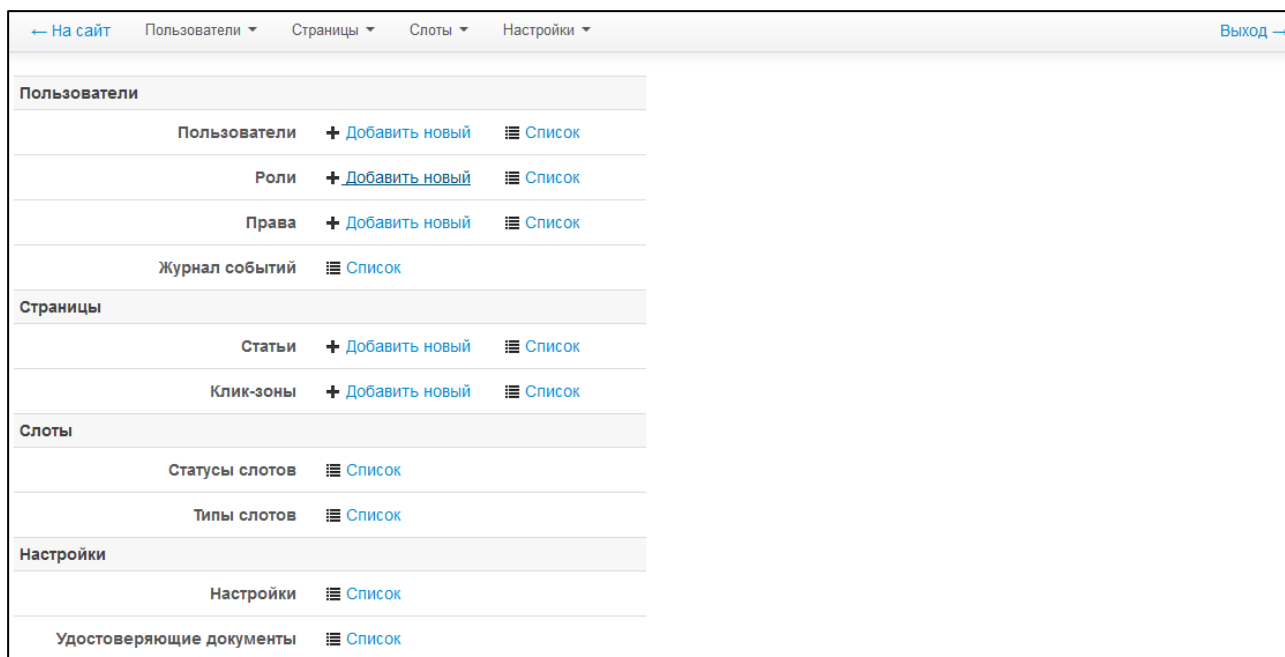 ← На сайт Пользователи Страницы Слоты Настройки Выход →
Пользователи
Пользователи Добавить новый Список
Роли Добавить новый Список
Права Добавить новый Список
Журнал событий Список
Страницы
Статьи Добавить новый Список
Клик-зоны Добавить новый Список
Слоты
Статусы слотов Список
Типы слотов Список
Настройки
Настройки Список
Удостоверяющие документы Список